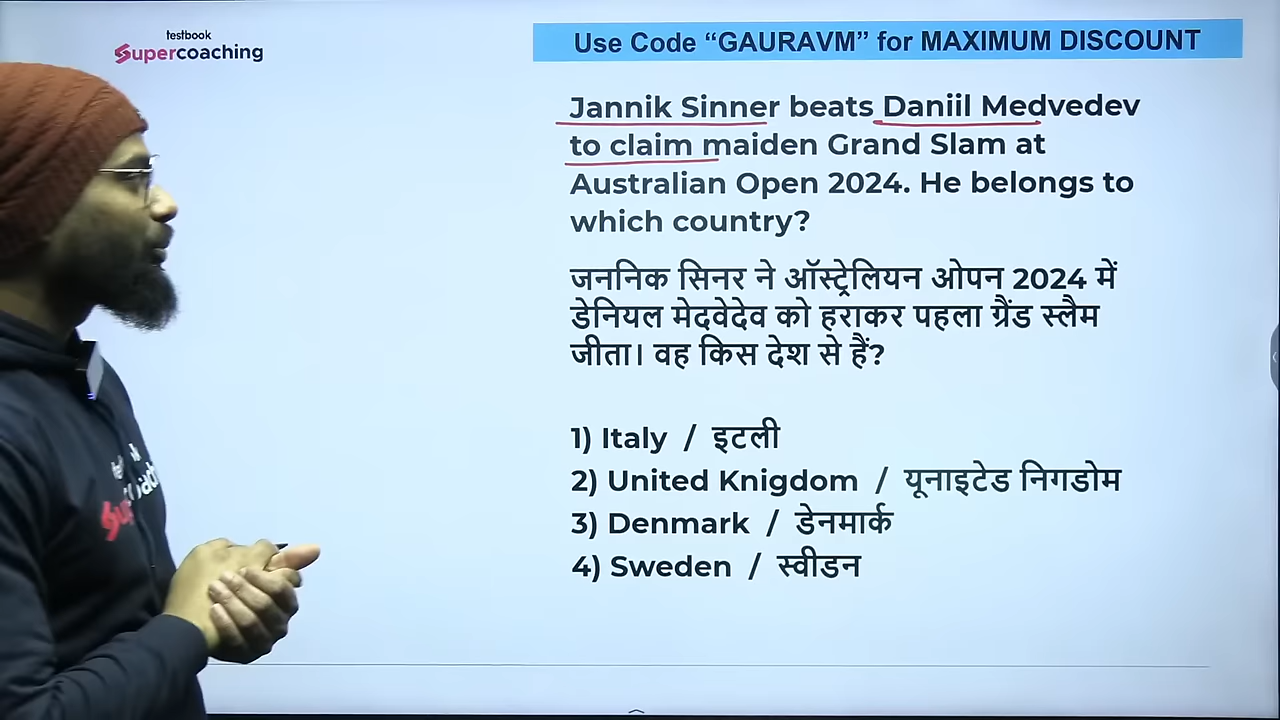 testbook
Supercoaching
Use Code “GAURAVM” for MAXIMUM DISCOUNT
Jannik Sinner beats Daniil Medvedev
to claim maiden Grand Slam at
Australian Open 2024. He belongs to
which country?
जननिक सिनर ने ऑस्ट्रेलियन ओपन 2024 में
डेनियल मेदवेदेव को हराकर पहला ग्रैंड स्लैम
जीता। वह किस देश से हैं?
1) Italy / इटली
2) United Knigdom / यूनाइटेड निगडोम
3) Denmark / डेनमार्क
4) Sweden / स्वीडन